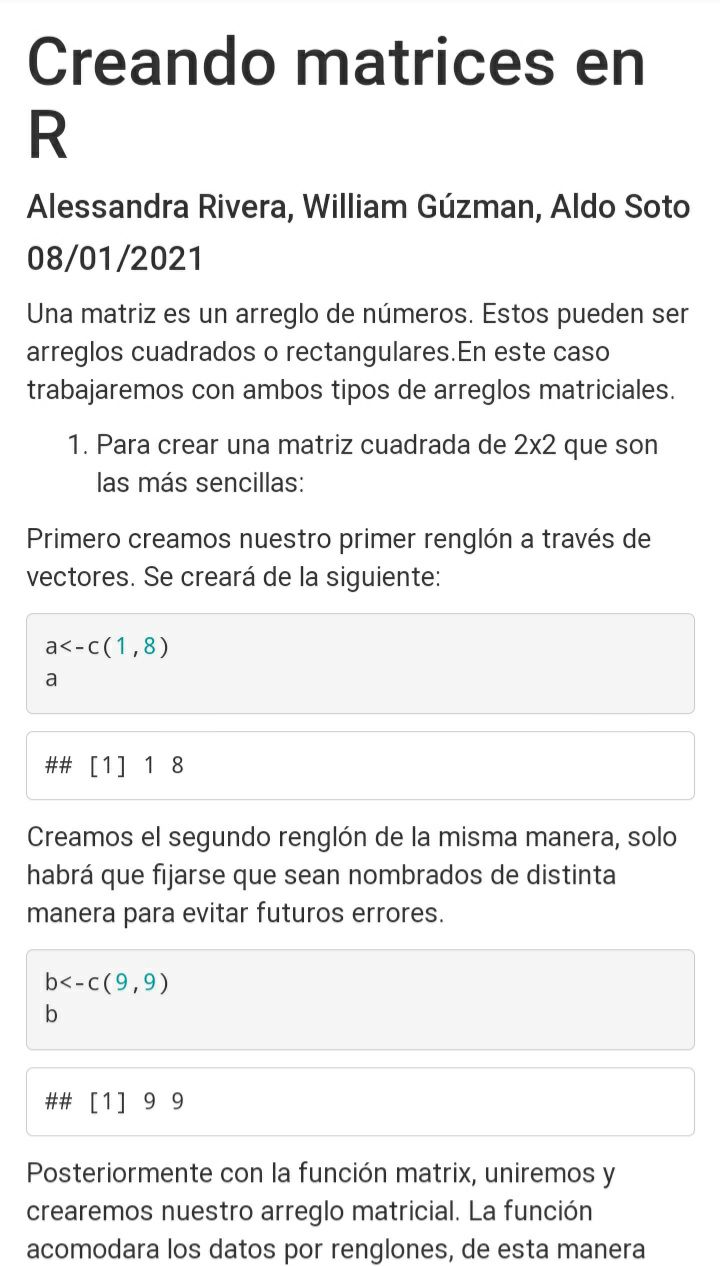 Creando matrices en
R
Alessandra Rivera, William Gúzman, Aldo Soto
08/01/2021
Una matriz es un arreglo de números. Estos pueden ser
arreglos cuadrados o rectangulares.En este caso
trabajaremos con ambos tipos de arreglos matriciales.
1. Para crear una matriz cuadrada de 2x2 que son
las más sencillas:
Primero creamos nuestro primer renglón a través de
vectores. Se creará de la siguiente:
a<-c(1,8)
a
## [1] 1 8
Creamos el segundo renglón de la misma manera, solo
habrá que fijarse que sean nombrados de distinta
manera para evitar futuros errores.
b<-c(9,9)
b
## [1] 9 9
Posteriormente con la función matrix, uniremos y
crearemos nuestro arreglo matricial. La función
acomodara los datos por renglones, de esta manera